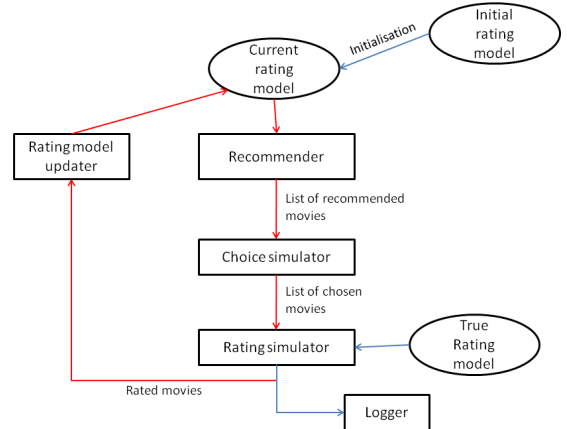 Initial
rating
model
Initialisation
Current
rating
model
Rating model
updater
Recommender
List of recommended
movies
Choice simulator
List of chosen
movies
True
Rating
model
Rating simulator
Rated movies
Logger